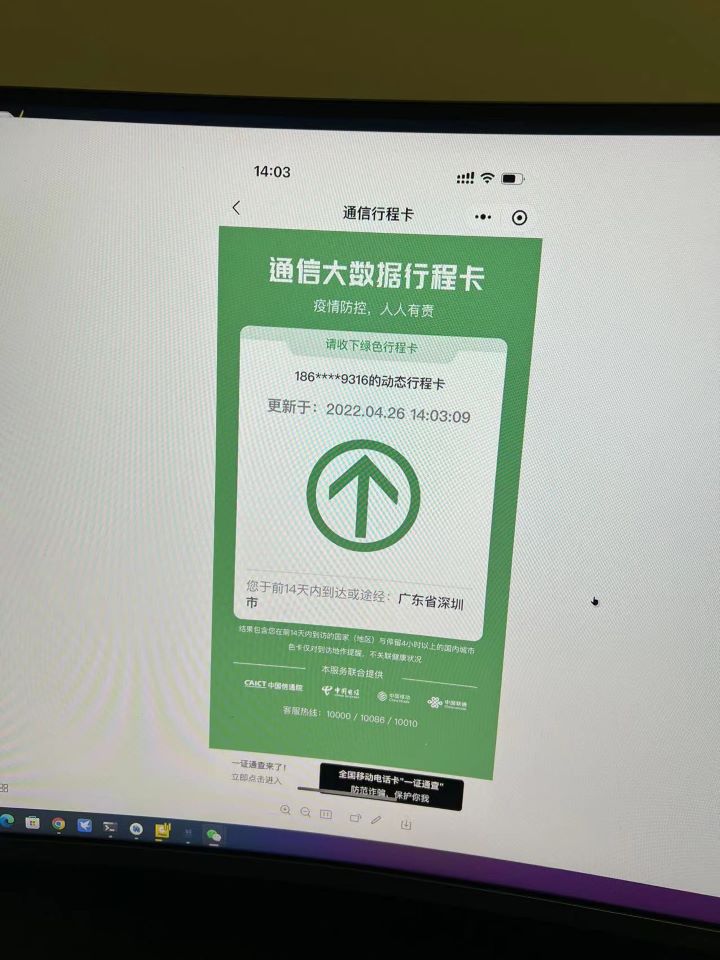 14:03
通信行程卡
通信大数据行程卡
疫情防控，人人有责
请收下绿色行程卡
186****9316的动态行程卡
更新于：2022.04.26 14:03:09
您于前14天内到达或途经：广东省深圳
市
结果包含您在前14天内到访的国家（地区）与停留4小时以上的国内城市
色卡仅对到访地作提醒，不关联健康状况
本服务联合提供
CAICT 中国信通院 中国电信 中国移动 China Mobile 中国联通
客服热线：10000 / 10086 / 10010
一证通查来了！
立即点击进入
全国移动电话卡"一证通查"
防范诈骗，保护你我